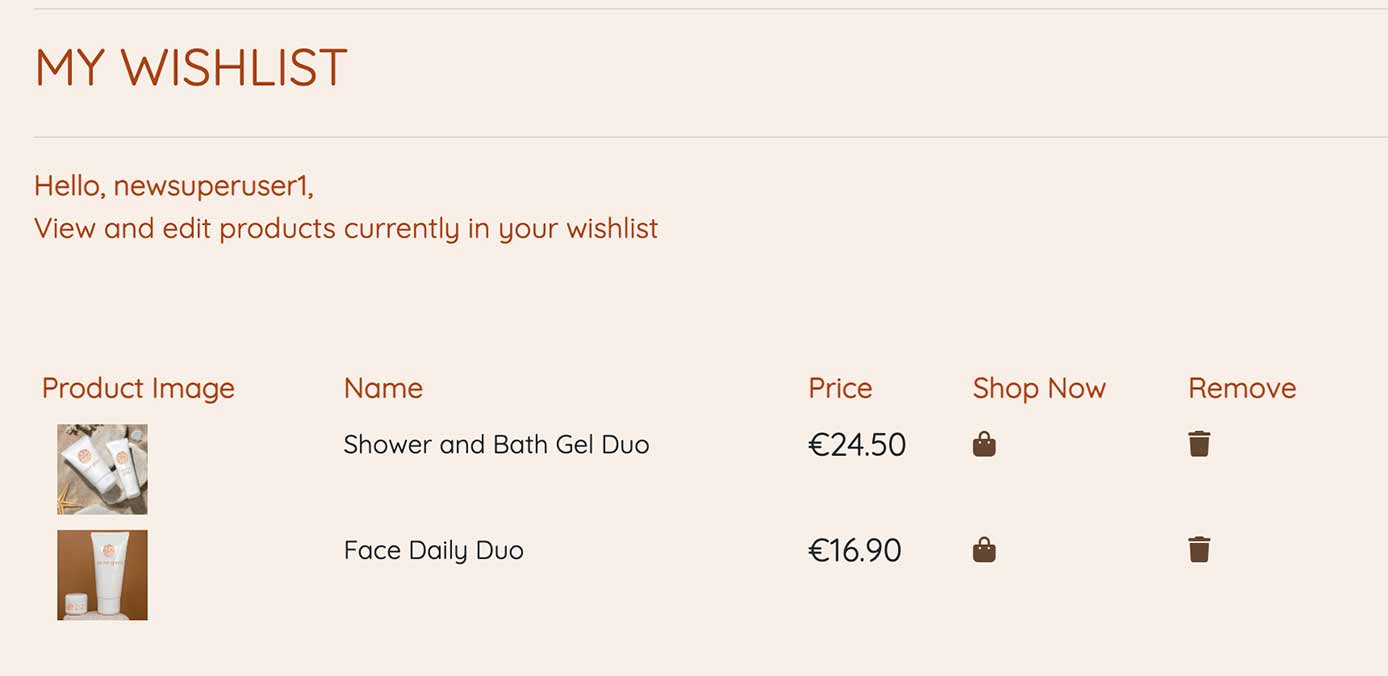 MY WISHLIST
Hello, newsuperuser1,
View and edit products currently in your wishlist
Product Image Name Price Shop Now Remove
Shower and Bath Gel Duo €24.50
Face Daily Duo €16.90